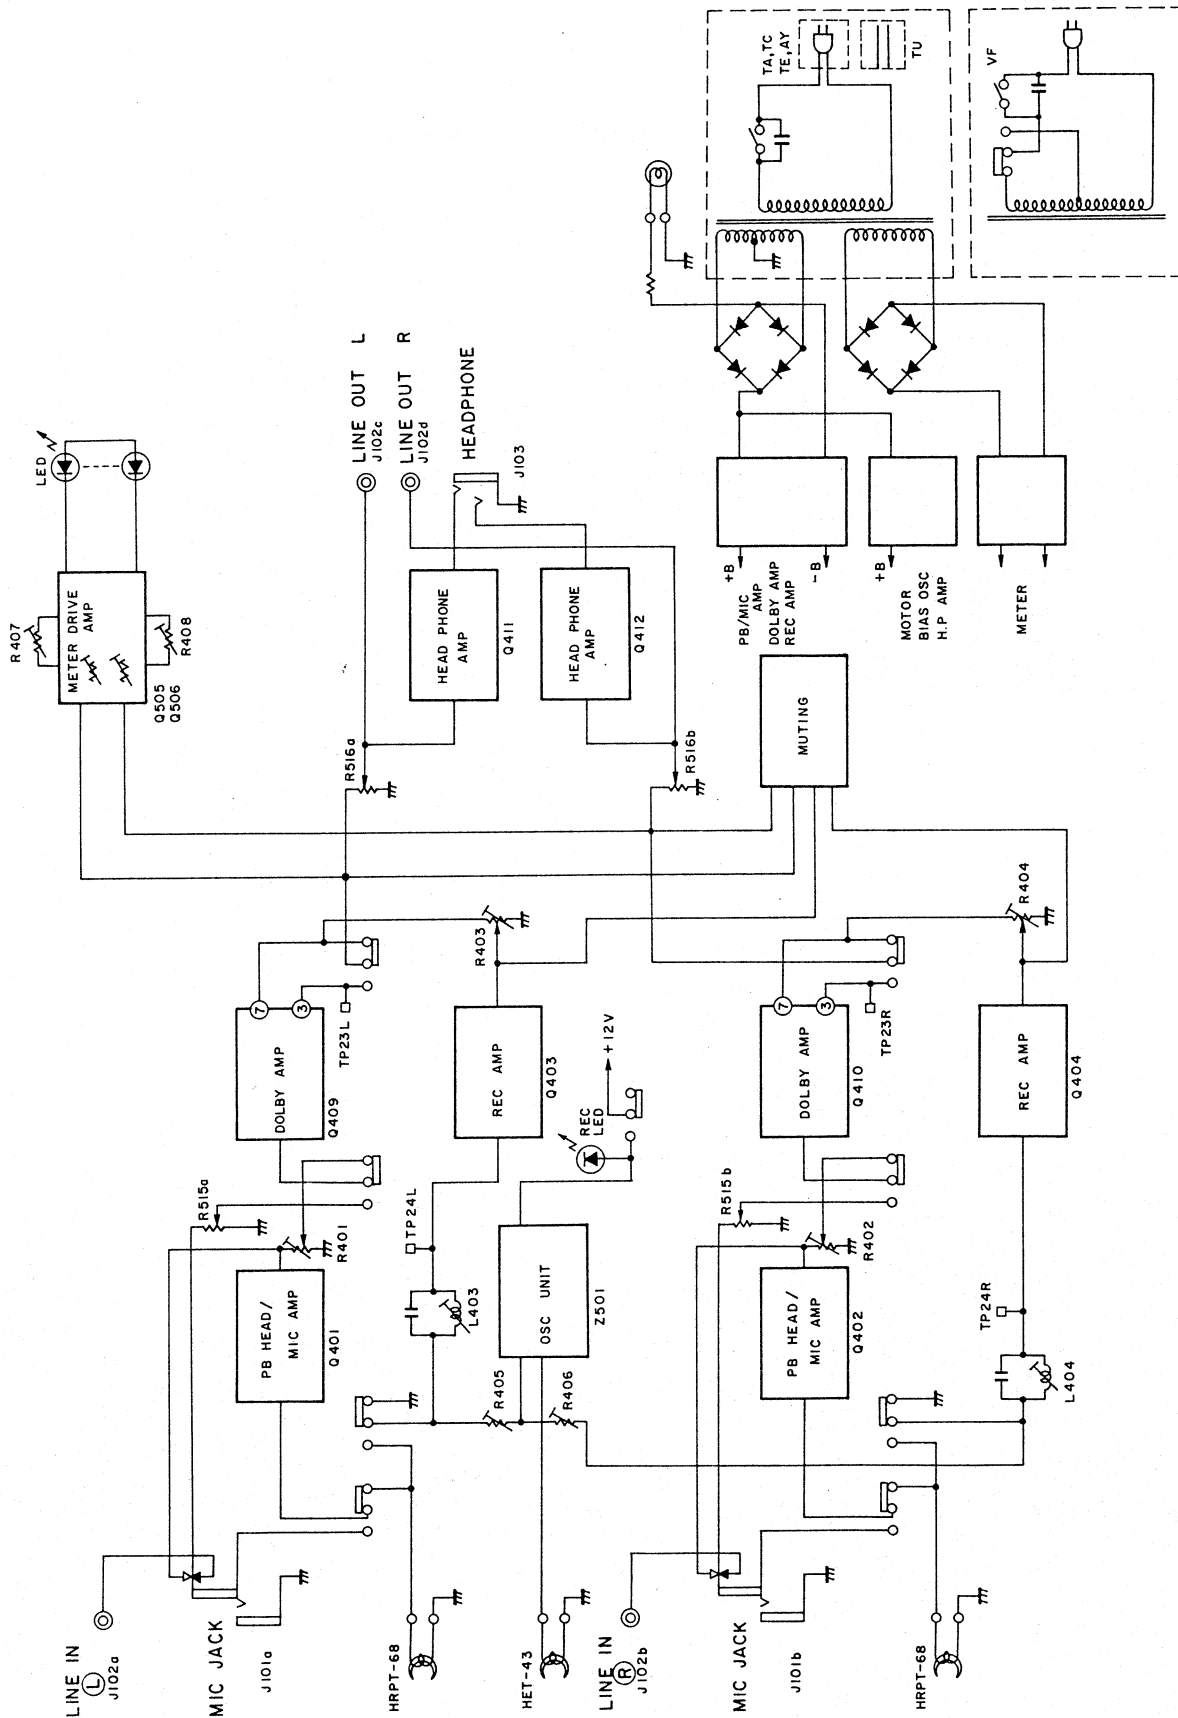 LINE IN
L
J102a
MIC JACK
J101a
HRPT-68
HET-43
LINE IN
R
J102b
MIC JACK
J101b
HRPT-68
PB HEAD/
MIC AMP
Q401
R515a
R401
TP24L
L403
R405
R406
OSC UNIT
Z501
REC
LED
+12V
PB HEAD/
MIC AMP
Q402
R515b
R402
TP24R
L404
DOLBY AMP
Q409
7
3
TP23L
REC AMP
Q403
R403
DOLBY AMP
Q410
7
3
TP23R
REC AMP
Q404
R404
METER DRIVE
AMP
R407
R408
Q505
Q506
LED
R516a
R516b
LINE OUT L
J102c
LINE OUT R
J102d
HEADPHONE
J103
HEAD PHONE
AMP
Q411
HEAD PHONE
AMP
Q412
MUTING
+B
PB/MIC
AMP
DOLBY AMP
REC AMP
-B
+B
MOTOR
BIAS OSC
H.P AMP
METER
TA,TC
TE,AY
TU
VF